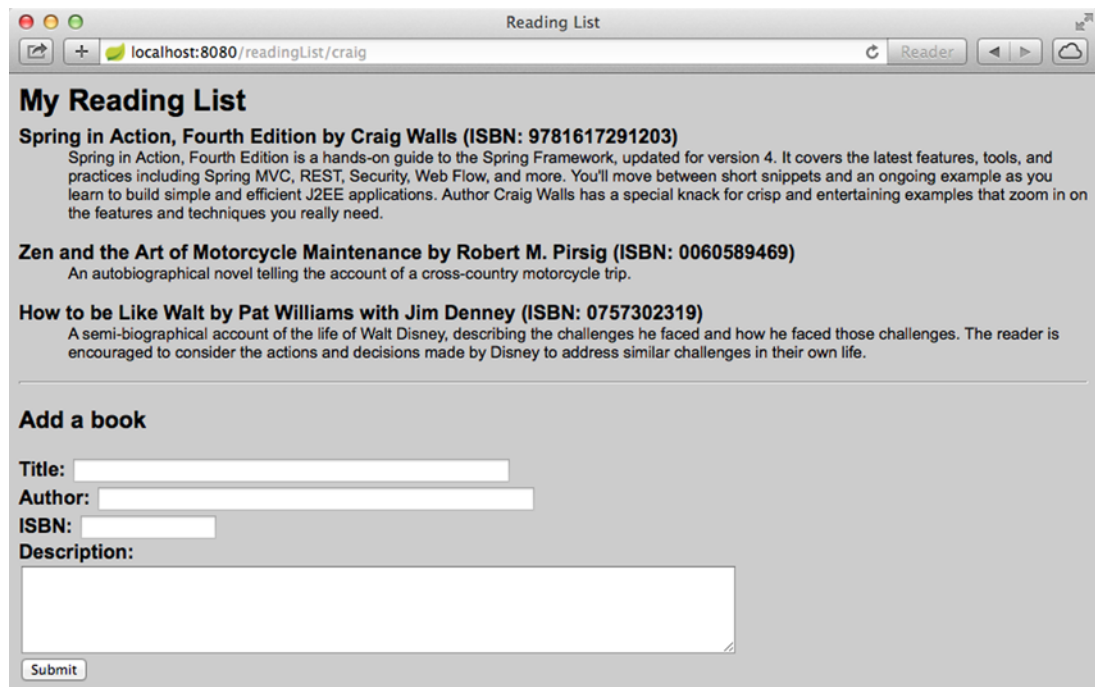 Reading List
localhost:8080/readingList/craig
Reader
My Reading List
Spring in Action, Fourth Edition by Craig Walls (ISBN: 9781617291203)
Spring in Action, Fourth Edition is a hands-on guide to the Spring Framework, updated for version 4. It covers the latest features, tools, and
practices including Spring MVC, REST, Security, Web Flow, and more. You'll move between short snippets and an ongoing example as you
learn to build simple and efficient J2EE applications. Author Craig Walls has a special knack for crisp and entertaining examples that zoom in on
the features and techniques you really need.
Zen and the Art of Motorcycle Maintenance by Robert M. Pirsig (ISBN: 0060589469)
An autobiographical novel telling the account of a cross-country motorcycle trip.
How to be Like Walt by Pat Williams with Jim Denney (ISBN: 0757302319)
A semi-biographical account of the life of Walt Disney, describing the challenges he faced and how he faced those challenges. The reader is
encouraged to consider the actions and decisions made by Disney to address similar challenges in their own life.
Add a book
Title:
Author:
ISBN:
Description:
Submit